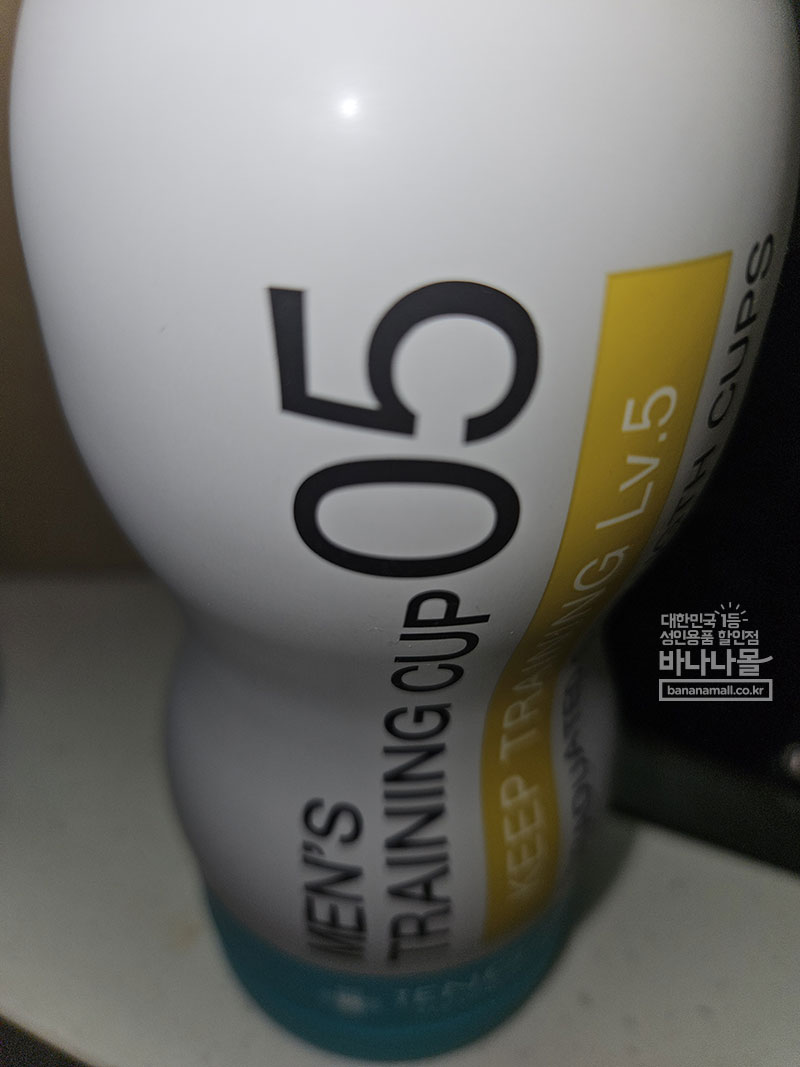 MEN'S
TRAINING CUP 05
KEEP TRAINING Lv.5
CUPS
대한민국 1등
성인용품 할인점
바나나몰
bananamall.co.kr